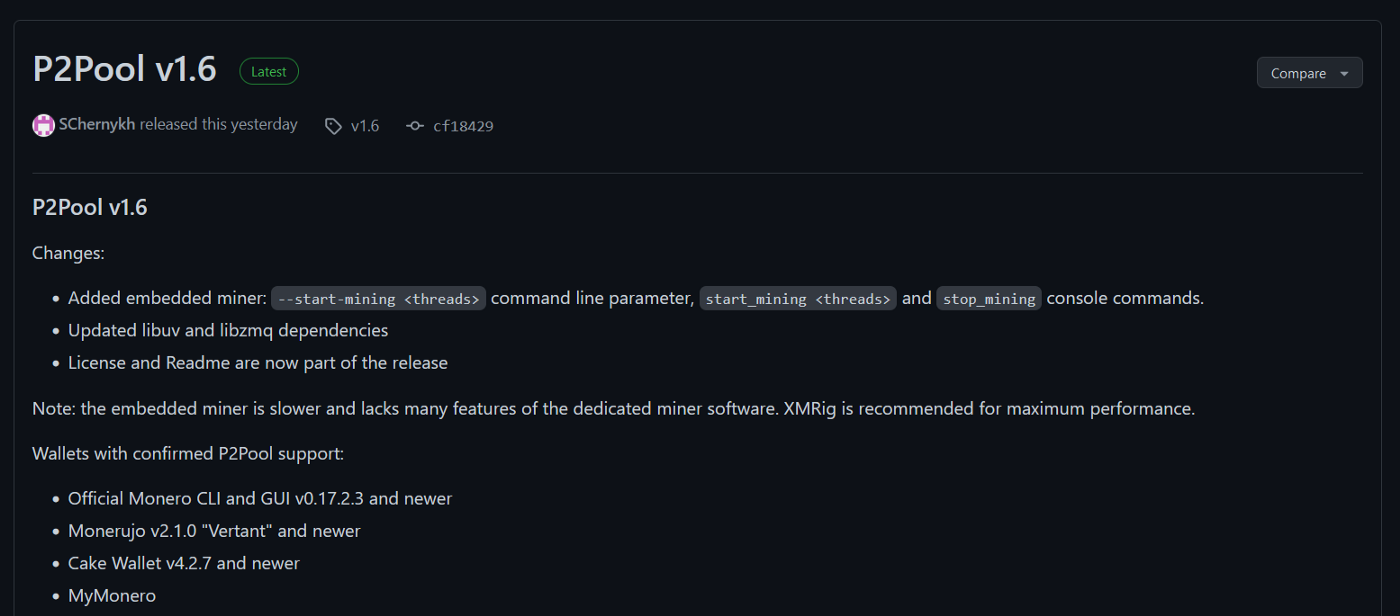 P2Pool v1.6 Latest
Compare
SChernykh released this yesterday v1.6 cf18429
P2Pool v1.6
Changes:
Added embedded miner: --start-mining <threads> command line parameter, start_mining <threads> and stop_mining console commands.
Updated libuv and libzmq dependencies
License and Readme are now part of the release
Note: the embedded miner is slower and lacks many features of the dedicated miner software. XMRig is recommended for maximum performance.
Wallets with confirmed P2Pool support:
Official Monero CLI and GUI v0.17.2.3 and newer
Monerujo v2.1.0 "Vertant" and newer
Cake Wallet v4.2.7 and newer
MyMonero